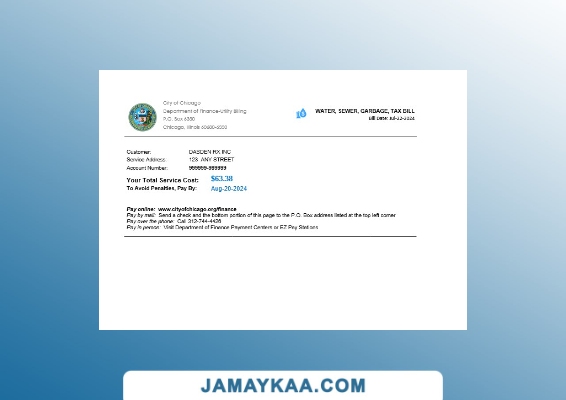 City of Chicago
Department of Finance-Utility Billing
P.O. Box 6330
Chicago, Illinois 60680-6330
WATER, SEWER, GARBAGE, TAX BILL
Bill Date: Jul-22-2024
Customer: DASDEN RX INC
Service Address: 123 ANY STREET
Account Number:
Your Total Service Cost: $63.38
To Avoid Penalties, Pay By: Aug-20-2024
Pay online: www.cityofchicago.org/finance
Pay by mail: Send a check and the bottom portion of this page to the P.O. Box address listed at the top left corner
Pay over the phone: Call 312-744-4426
Pay in person: Visit Department of Finance Payment Centers or EZ Pay Stations
JAMAYKAA.COM